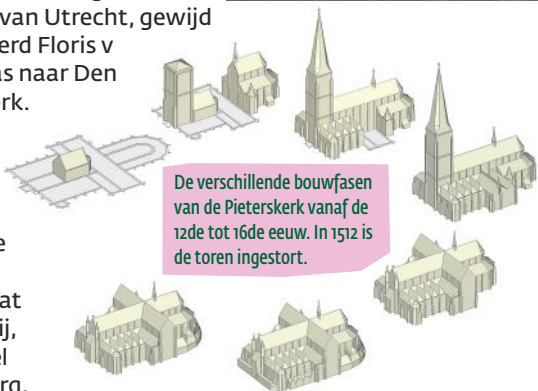 van Utrecht, gewijd
erd Floris v
as naar Den
erk.
De verschillende bouwfasen
van de Pieterskerk vanaf de
12de tot 16de eeuw. In 1512 is
de toren ingestort.
e
at
ij,
el
rg.